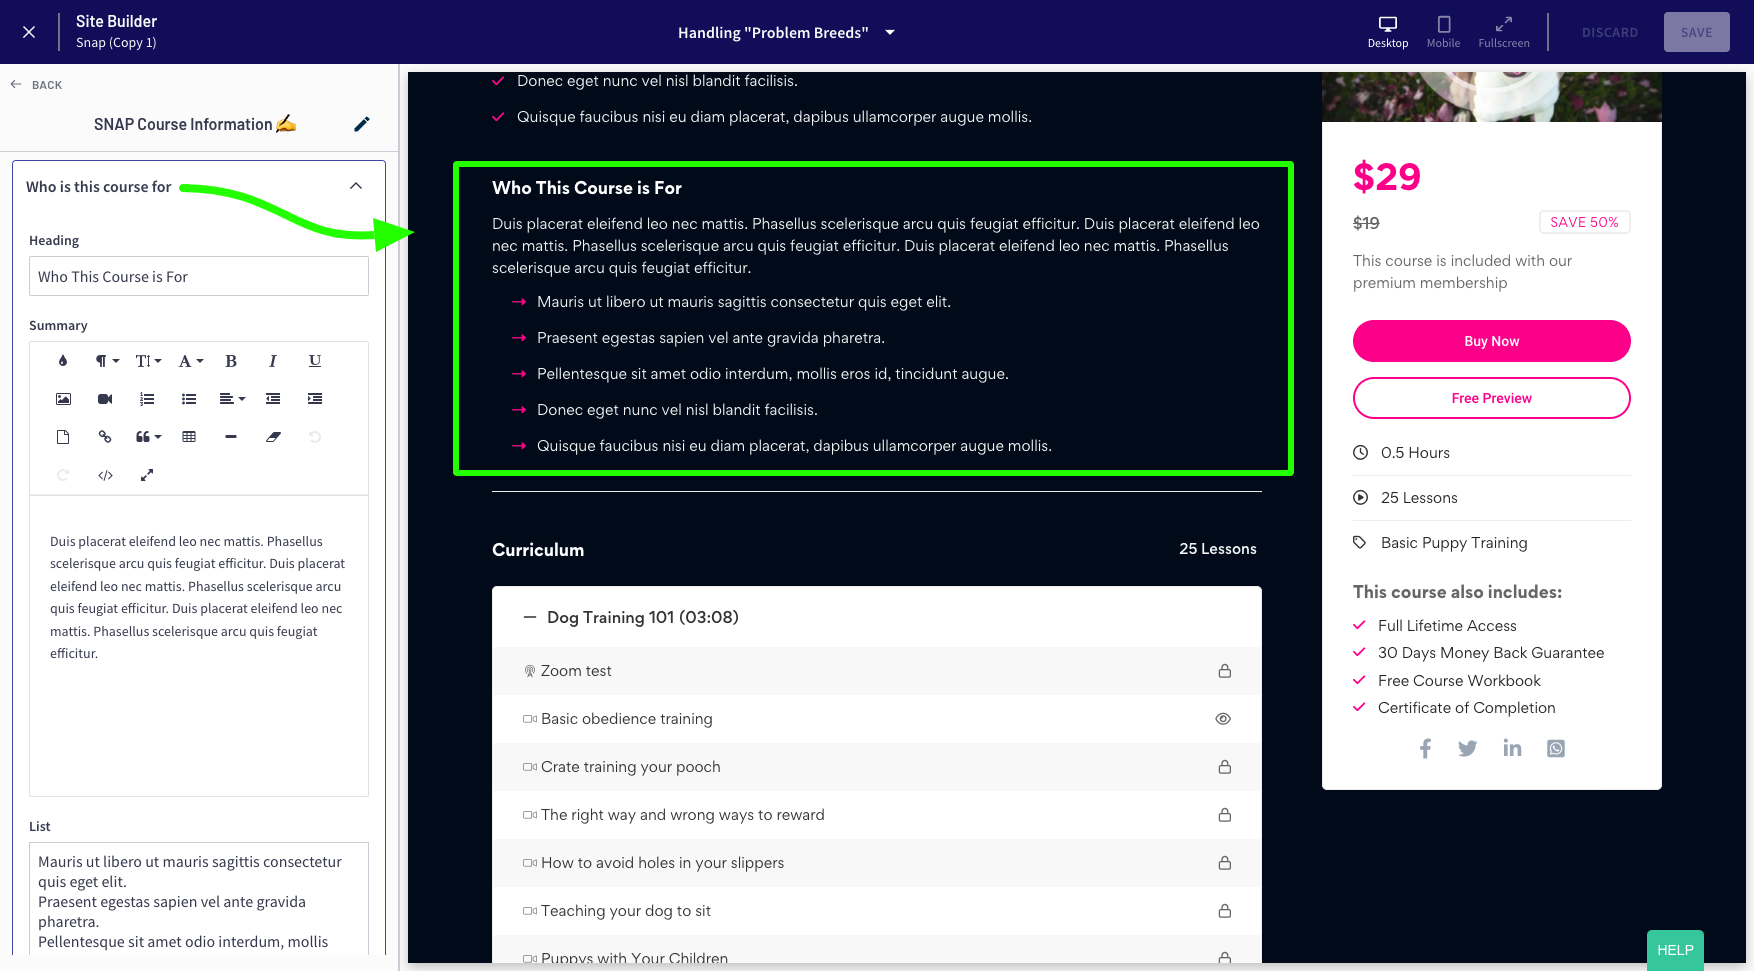 Site Builder
Snap (Copy 1)
Handling "Problem Breeds"
Desktop
Mobile
Fullscreen
DISCARD
SAVE
BACK
SNAP Course Information ✍
Who is this course for
Heading
Who This Course is For
Summary
Duis placerat eleifend leo nec mattis. Phasellus
scelerisque arcu quis feugiat efficitur. Duis placerat
eleifend leo nec mattis. Phasellus scelerisque arcu
quis feugiat efficitur. Duis placerat eleifend leo nec
mattis. Phasellus scelerisque arcu quis feugiat
efficitur.
List
Mauris ut libero ut mauris sagittis consectetur
quis eget elit.
Praesent egestas sapien vel ante gravida
pharetra.
Pellentesque sit amet odio interdum, mollis
Donec eget nunc vel nisl blandit facilisis.
Quisque faucibus nisi eu diam placerat, dapibus ullamcorper augue mollis.
Who This Course is For
Duis placerat eleifend leo nec mattis. Phasellus scelerisque arcu quis feugiat efficitur. Duis placerat eleifend leo
nec mattis. Phasellus scelerisque arcu quis feugiat efficitur. Duis placerat eleifend leo nec mattis. Phasellus
scelerisque arcu quis feugiat efficitur.
Mauris ut libero ut mauris sagittis consectetur quis eget elit.
Praesent egestas sapien vel ante gravida pharetra.
Pellentesque sit amet odio interdum, mollis eros id, tincidunt augue.
Donec eget nunc vel nisl blandit facilisis.
Quisque faucibus nisi eu diam placerat, dapibus ullamcorper augue mollis.
Curriculum
25 Lessons
Dog Training 101 (03:08)
Zoom test
Basic obedience training
Crate training your pooch
The right way and wrong ways to reward
How to avoid holes in your slippers
Teaching your dog to sit
Puppys with Your Children
$29
$19
SAVE 50%
This course is included with our
premium membership
Buy Now
Free Preview
0.5 Hours
25 Lessons
Basic Puppy Training
This course also includes:
Full Lifetime Access
30 Days Money Back Guarantee
Free Course Workbook
Certificate of Completion
HELP